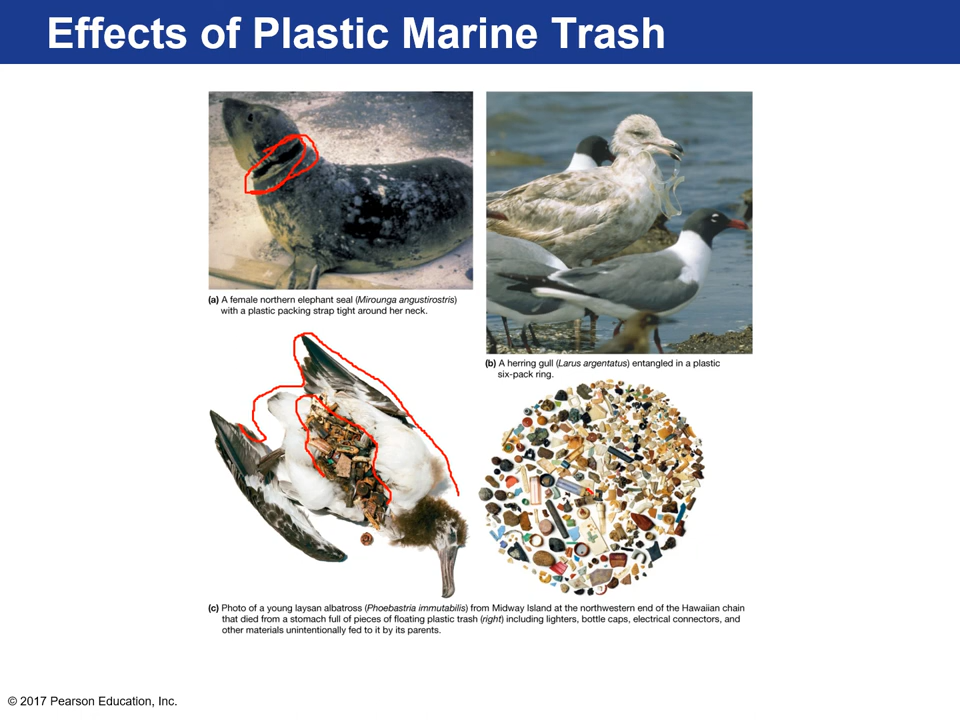 Effects of Plastic Marine Trash
(a) A female northern elephant seal (Mirounga angustirostris)
with a plastic packing strap tight around her neck.
(b) A herring gull (Larus argentatus) entangled in a plastic
six-pack ring.
(c) Photo of a young laysan albatross (Phoebastria immutabilis) from Midway Island at the northwestern end of the Hawaiian chain
that died from a stomach full of pieces of floating plastic trash (right) including lighters, bottle caps, electrical connectors, and
other materials unintentionally fed to it by its parents.
© 2017 Pearson Education, Inc.